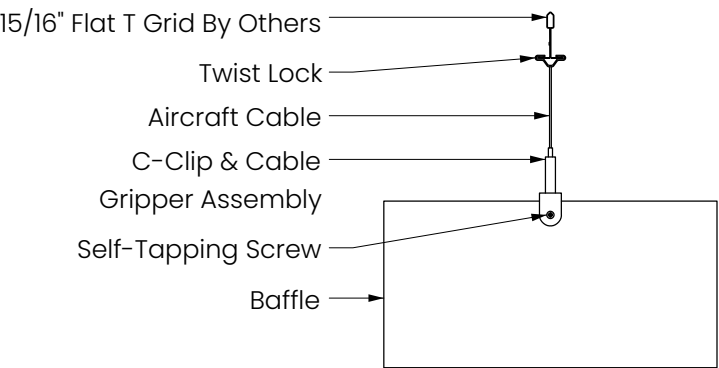 15/16" Flat T Grid By Others
Twist Lock
Aircraft Cable
C-Clip & Cable
Gripper Assembly
Self-Tapping Screw
Baffle